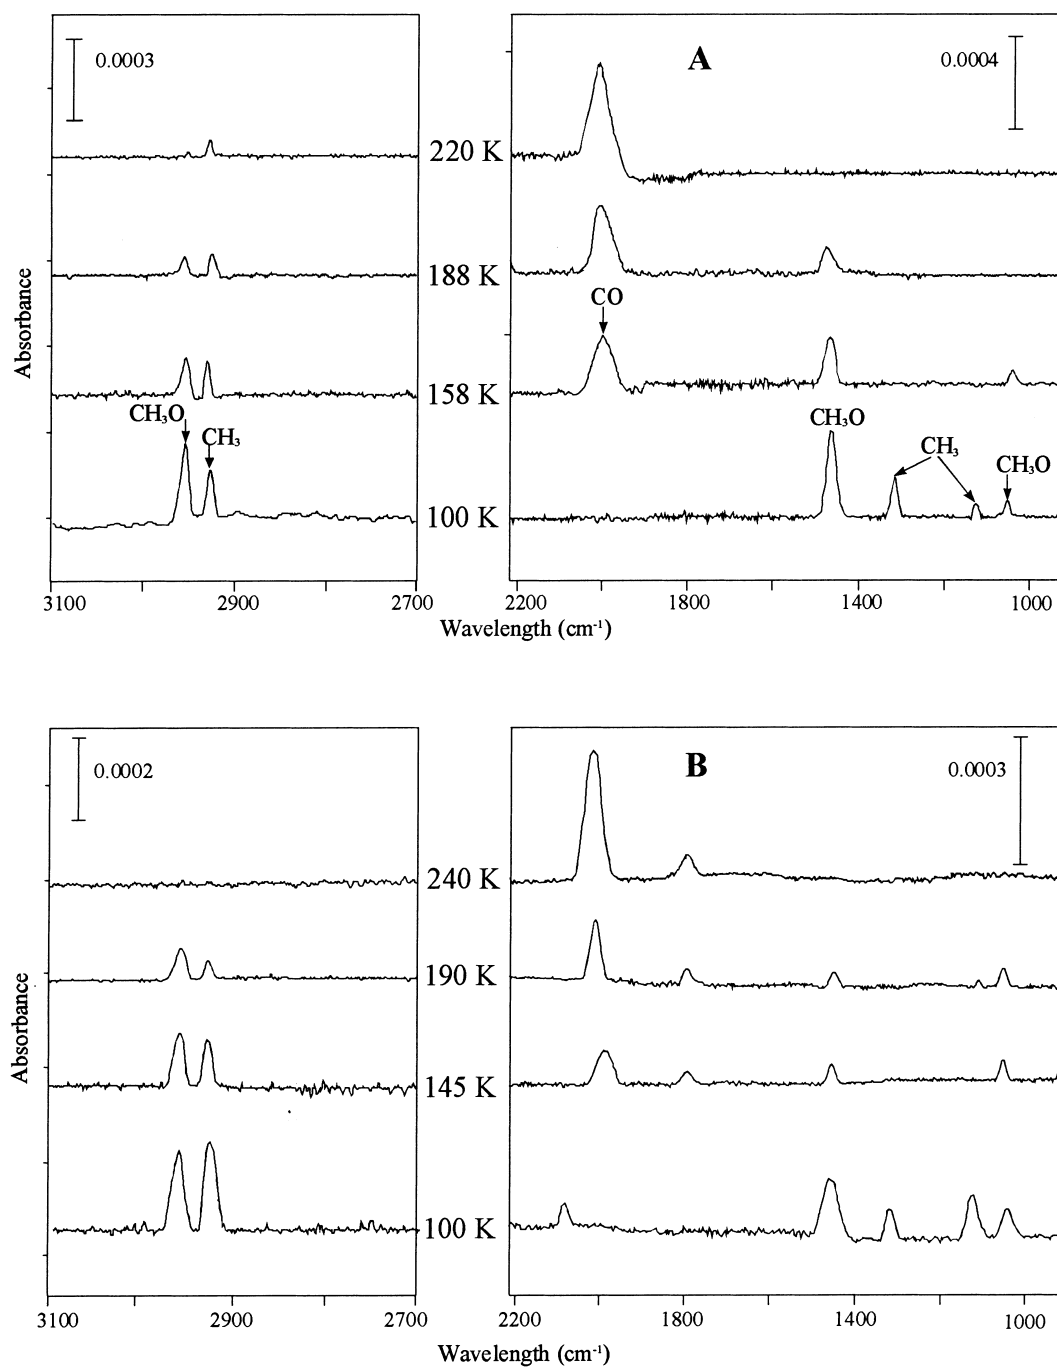 0.0003
A
0.0004
220 K
188 K
CO
158 K
CH₃O
CH₃
CH₃O
CH₃
CH₃O
100 K
Absorbance
3100 2900 2700 2200 1800 1400 1000
Wavelength (cm⁻¹)
0.0002
B
0.0003
240 K
190 K
145 K
100 K
Absorbance
3100 2900 2700 2200 1800 1400 1000
Wavelength (cm⁻¹)